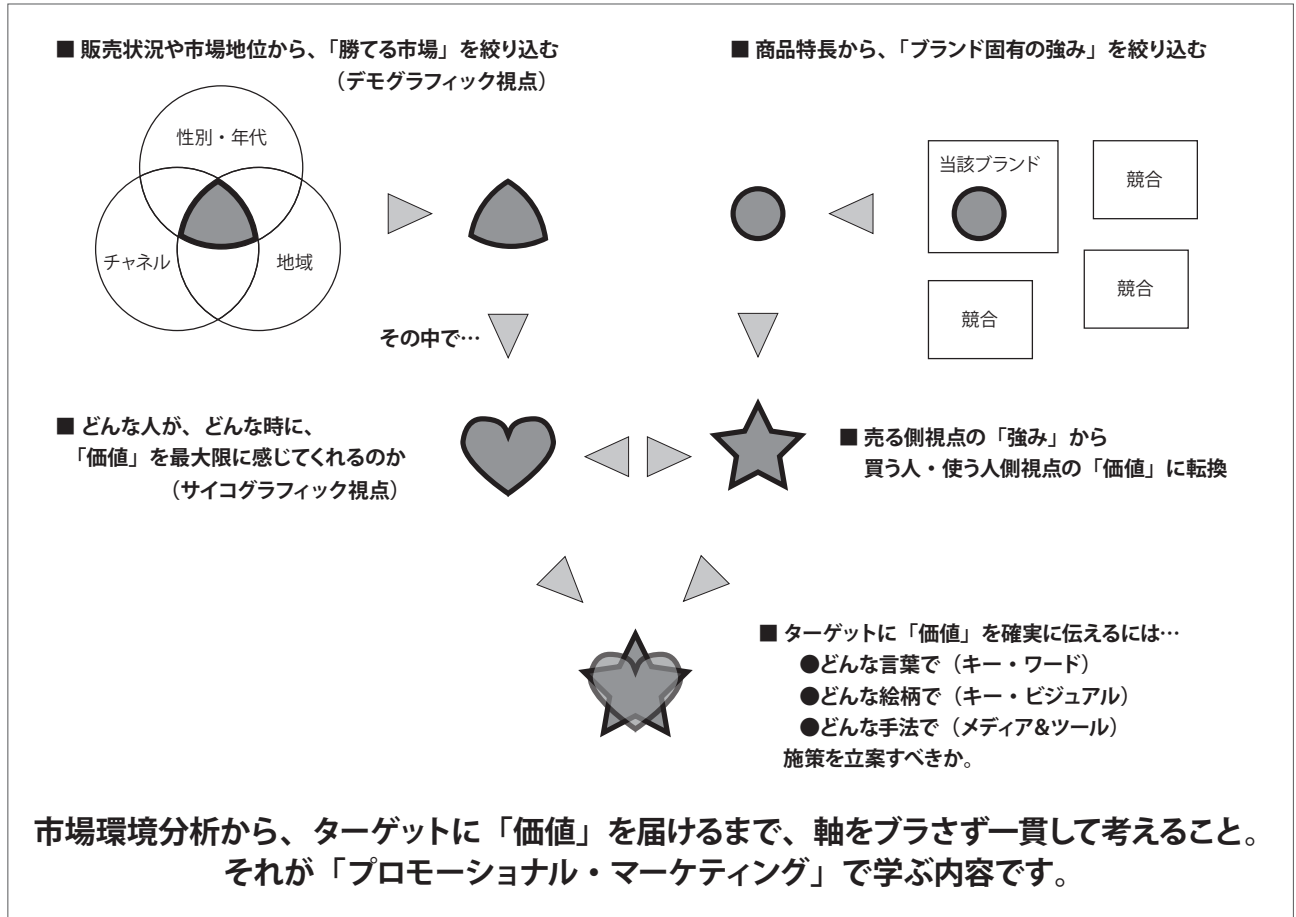 ■ 販売状況や市場地位から、「勝てる市場」を絞り込む
（デモグラフィック視点）
性別・年代
チャネル
地域
■ 商品特長から、「ブランド固有の強み」を絞り込む
当該ブランド
競合
競合
競合
その中で…
■ どんな人が、どんな時に、
「価値」を最大限に感じてくれるのか
（サイコグラフィック視点）
■ 売る側視点の「強み」から
買う人・使う人側視点の「価値」に転換
■ ターゲットに「価値」を確実に伝えるには…
●どんな言葉で（キー・ワード）
●どんな絵柄で（キー・ビジュアル）
●どんな手法で（メディア&ツール）
施策を立案すべきか。
市場環境分析から、ターゲットに「価値」を届けるまで、軸をブラさず一貫して考えること。
それが「プロモーショナル・マーケティング」で学ぶ内容です。